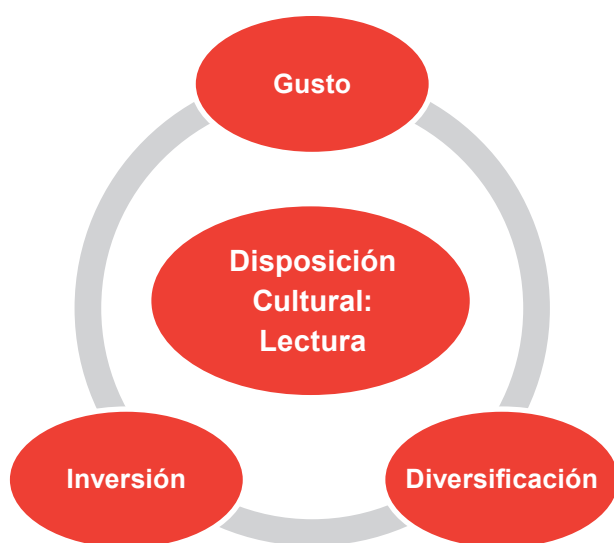 Gusto
Disposición
Cultural:
Lectura
Inversión
Diversificación